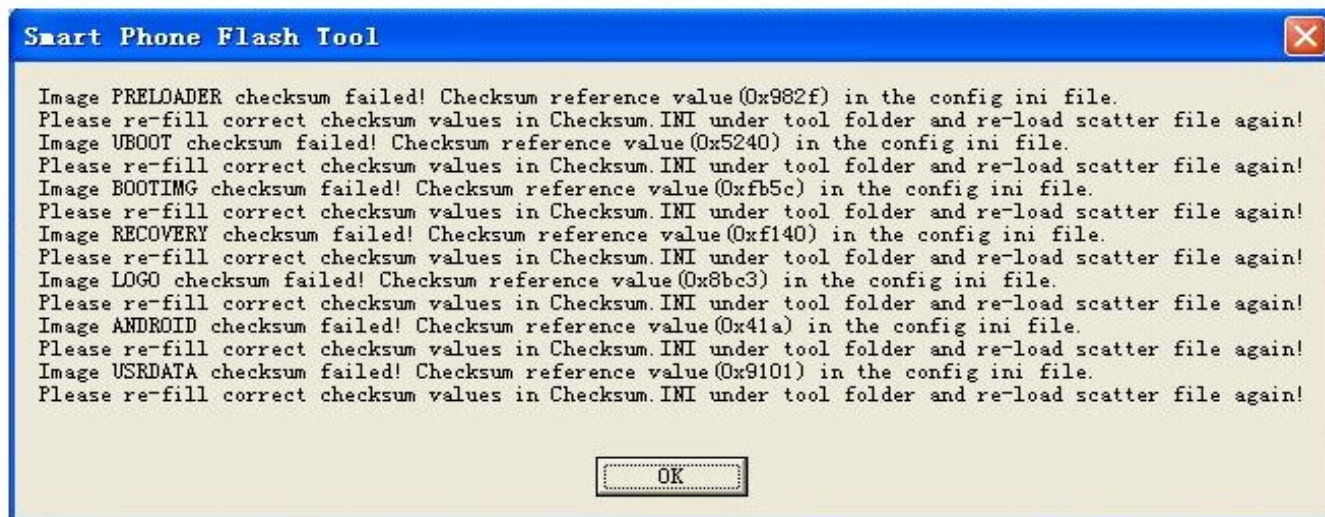 Smart Phone Flash Tool
Image PRELOADER checksum failed! Checksum reference value(0x982f) in the config ini file.
Please re-fill correct checksum values in Checksum.INI under tool folder and re-load scatter file again!
Image UBOOT checksum failed! Checksum reference value(0x5240) in the config ini file.
Please re-fill correct checksum values in Checksum.INI under tool folder and re-load scatter file again!
Image BOOTIMG checksum failed! Checksum reference value(0xfb5c) in the config ini file.
Please re-fill correct checksum values in Checksum.INI under tool folder and re-load scatter file again!
Image RECOVERY checksum failed! Checksum reference value(0xf140) in the config ini file.
Please re-fill correct checksum values in Checksum.INI under tool folder and re-load scatter file again!
Image LOGO checksum failed! Checksum reference value(0x8bc3) in the config ini file.
Please re-fill correct checksum values in Checksum.INI under tool folder and re-load scatter file again!
Image ANDROID checksum failed! Checksum reference value(0x41a) in the config ini file.
Please re-fill correct checksum values in Checksum.INI under tool folder and re-load scatter file again!
Image USRDATA checksum failed! Checksum reference value(0x9101) in the config ini file.
Please re-fill correct checksum values in Checksum.INI under tool folder and re-load scatter file again!
OK